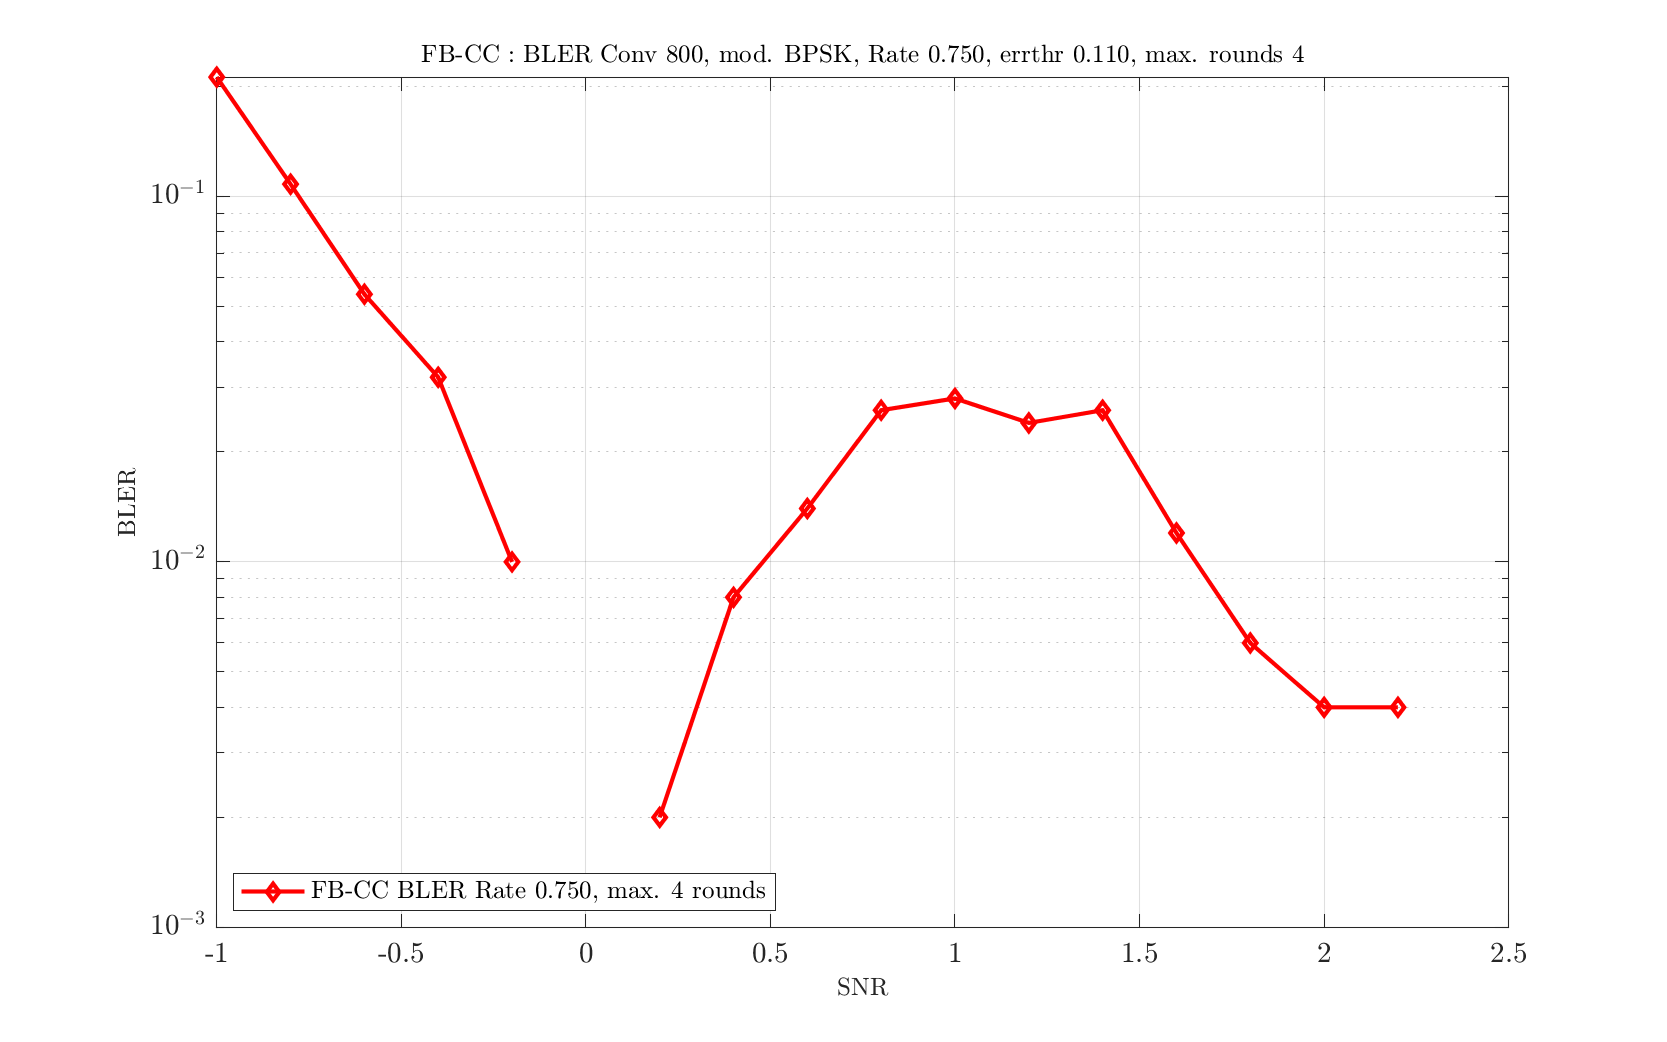 FB-CC : BLER Conv 800, mod. BPSK, Rate 0.750, errthr 0.110, max. rounds 4
10⁻¹
10⁻²
10⁻³
BLER
FB-CC BLER Rate 0.750, max. 4 rounds
-1 -0.5 0 0.5 1 1.5 2 2.5
SNR